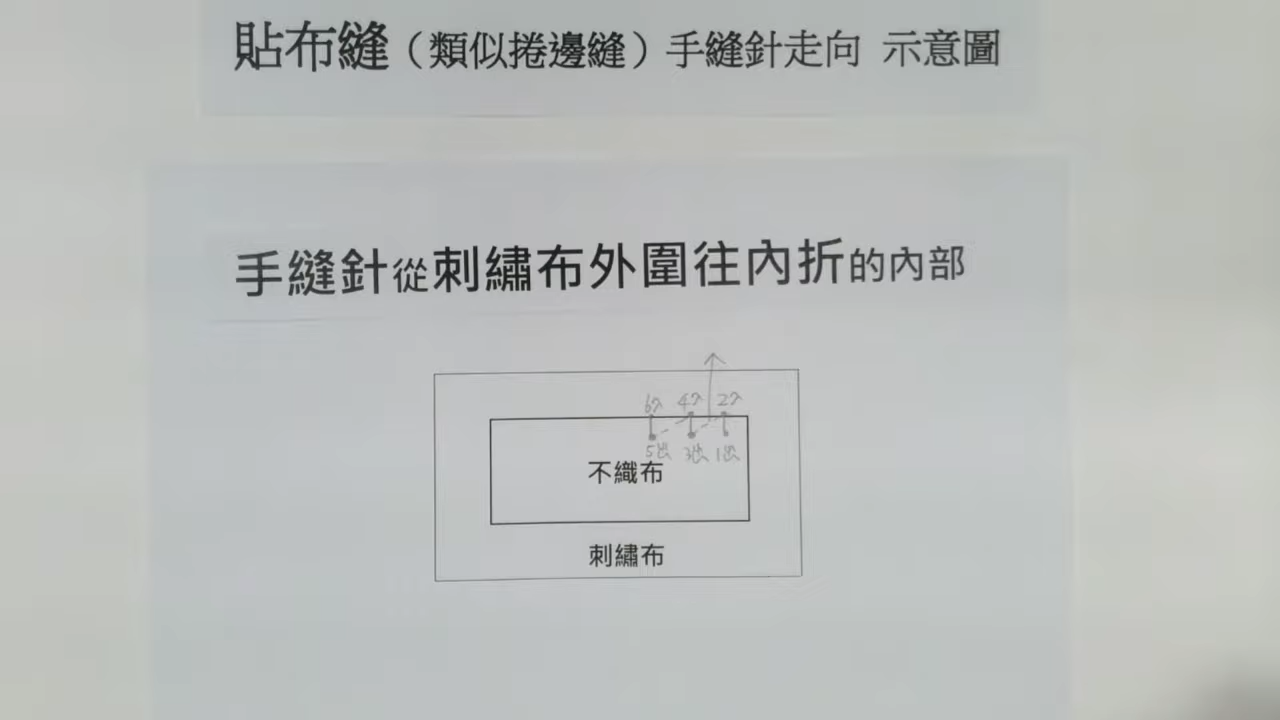 貼布縫（類似捲邊縫）手縫針走向 示意圖
手縫針從刺繡布外圍往內折的內部
6入 4入 2入
5出 3出 1出
不織布
刺繡布